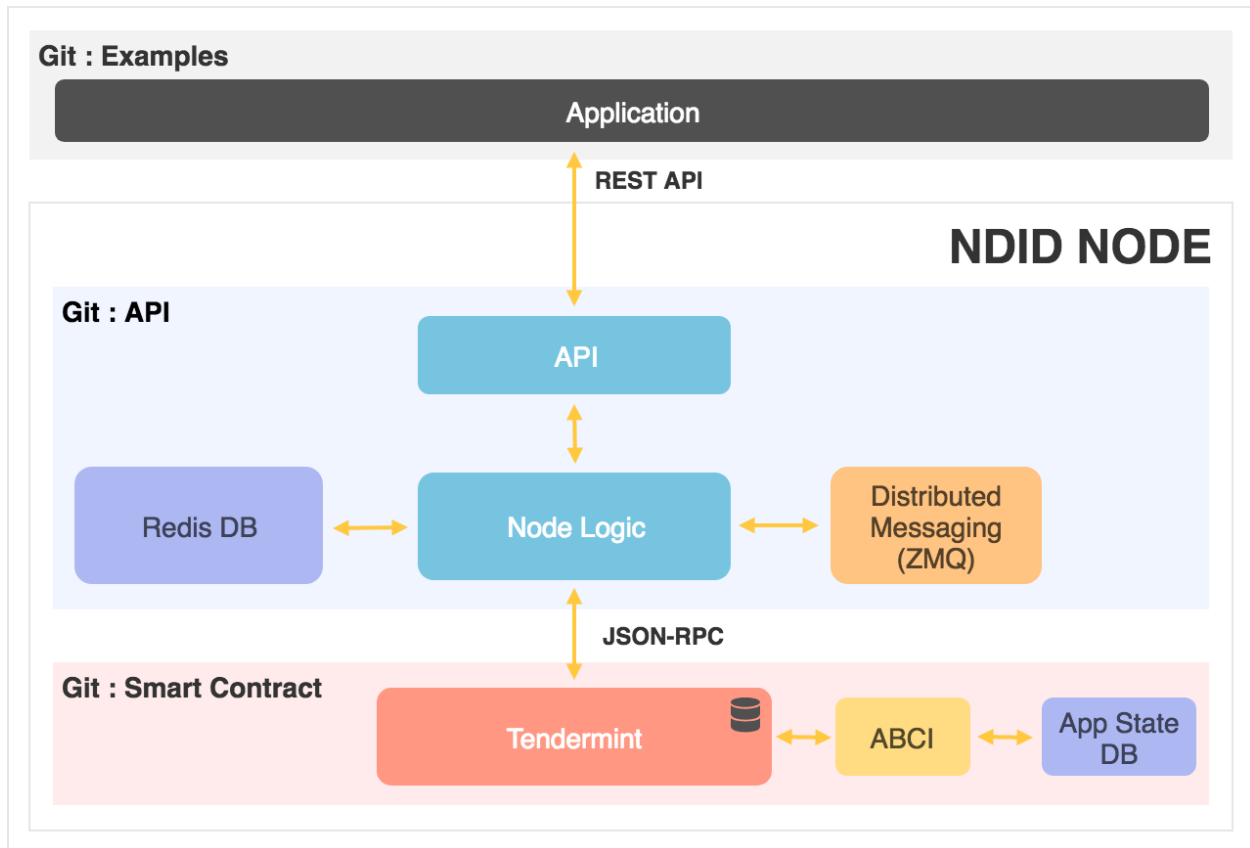 Git : Examples
Application
REST API
NDID NODE
Git : API
API
Redis DB
Node Logic
Distributed
Messaging
(ZMQ)
JSON-RPC
Git : Smart Contract
Tendermint
ABCI
App State
DB